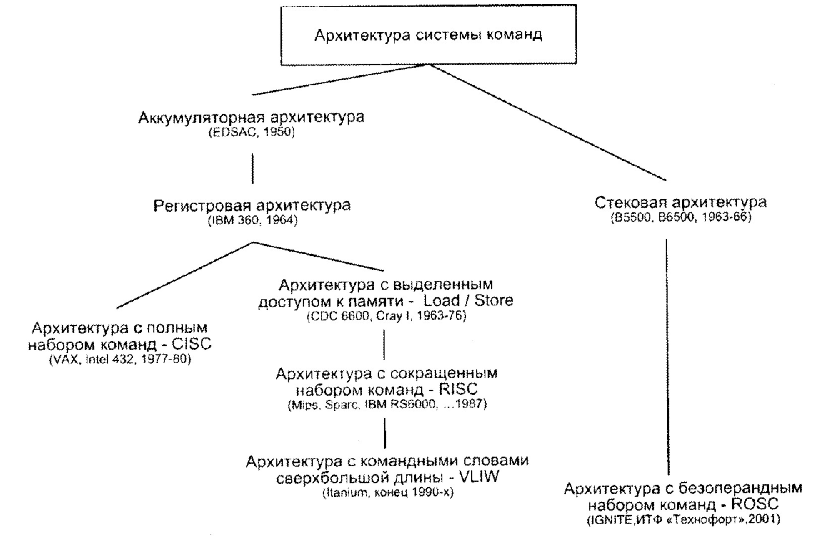 Архитектура системы команд
Аккумуляторная архитектура
(EDSAC, 1950)
Регистровая архитектура
(IBM 360, 1964)
Стековая архитектура
(B5500, B6500, 1963-66)
Архитектура с выделенным
доступом к памяти - Load / Store
(CDC 6600, Cray I, 1963-76)
Архитектура с полным
набором команд - CISC
(VAX, Intel 432, 1977-80)
Архитектура с сокращенным
набором команд - RISC
(Mips, Sparc, IBM RS6000, ...1987)
Архитектура с командными словами
сверхбольшой длины - VLIW
(Itanium, конец 1990-х)
Архитектура с безоперандным
набором команд - ROSC
(IGNITE,ИТФ «Технофорт»,2001)